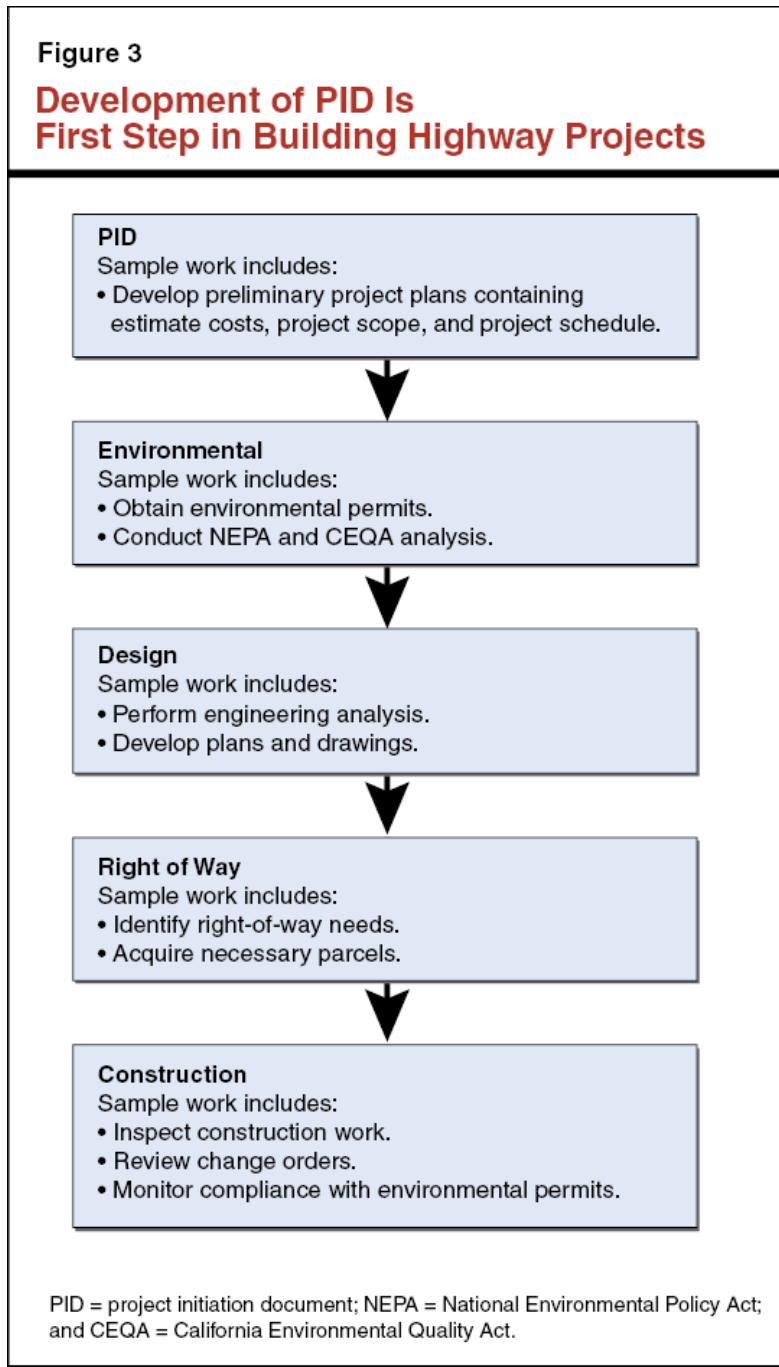 Figure 3
Development of PID Is
First Step in Building Highway Projects
PID
Sample work includes:
• Develop preliminary project plans containing
estimate costs, project scope, and project schedule.
Environmental
Sample work includes:
• Obtain environmental permits.
• Conduct NEPA and CEQA analysis.
Design
Sample work includes:
• Perform engineering analysis.
• Develop plans and drawings.
Right of Way
Sample work includes:
• Identify right-of-way needs.
• Acquire necessary parcels.
Construction
Sample work includes:
• Inspect construction work.
• Review change orders.
• Monitor compliance with environmental permits.
PID = project initiation document; NEPA = National Environmental Policy Act;
and CEQA = California Environmental Quality Act.